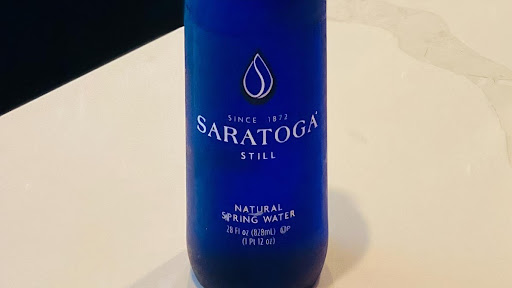 SINCE 1872
SARATOGA
STILL
NATURAL
SPRING WATER
28 Fl oz (828mL)
(1 Pt 12 oz)